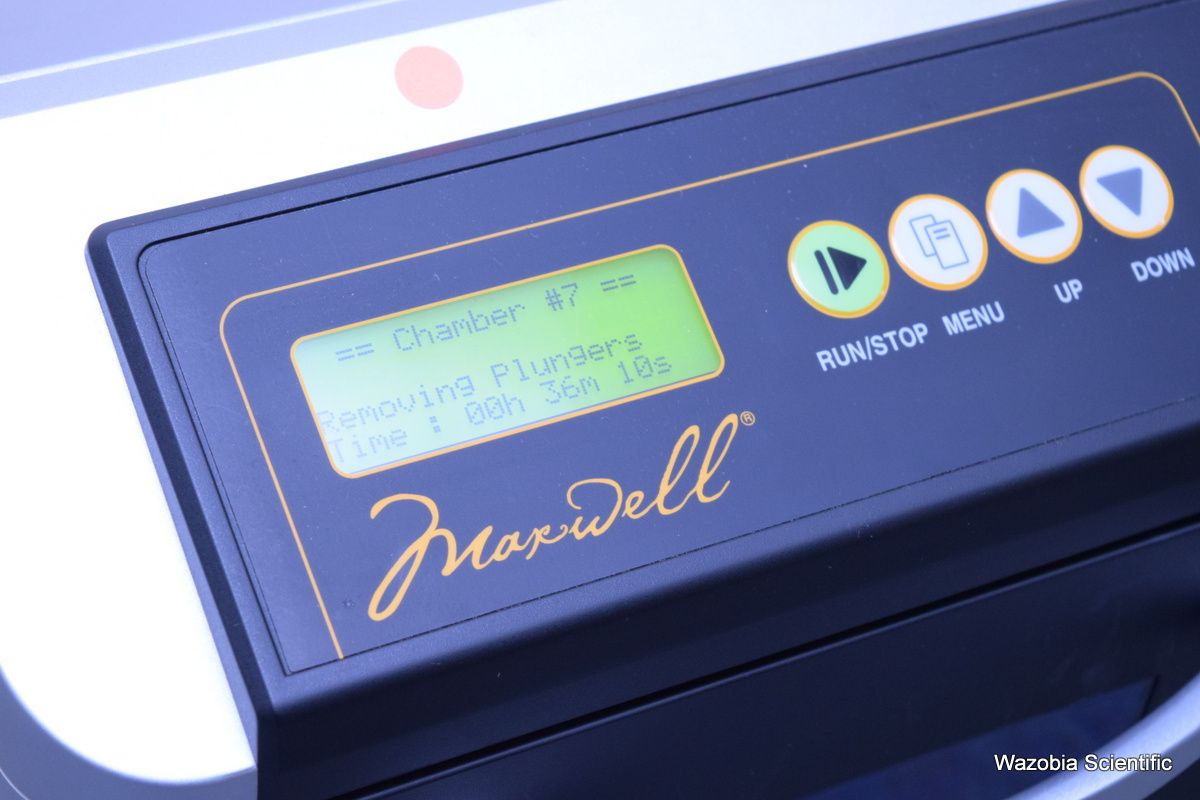 == Chamber #7 ==
Removing Plungers
Time : 00h 36m 10s
Maxwell®
RUN/STOP MENU UP DOWN
Wazobia Scientific